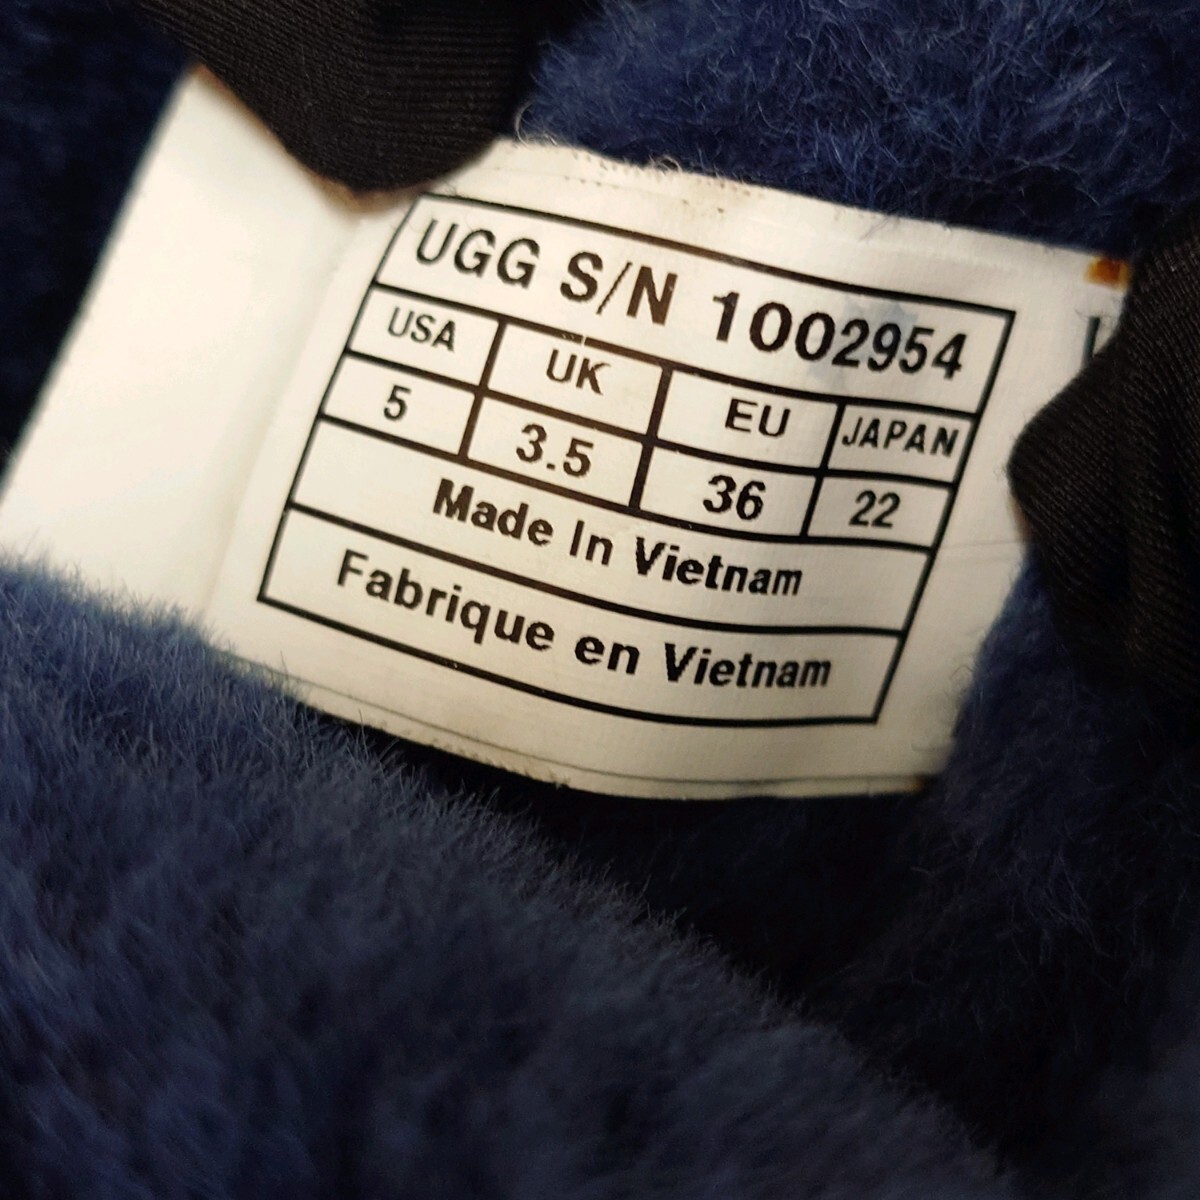 UGG S/N 1002954
USA UK EU JAPAN
5 3.5 36 22
Made In Vietnam
Fabrique en Vietnam